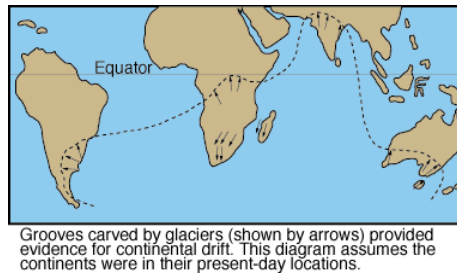 Equator
Grooves carved by glaciers (shown by arrows) provided
evidence for continental drift. This diagram assumes the
continents were in their present-day locations.